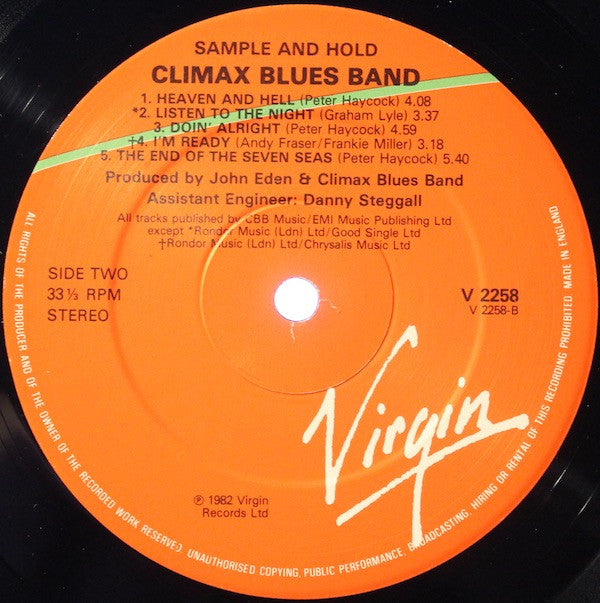 SAMPLE AND HOLD
CLIMAX BLUES BAND
1. HEAVEN AND HELL (Peter Haycock) 4.08
*2. LISTEN TO THE NIGHT (Graham Lyle) 3.37
3. DOIN' ALRIGHT (Peter Haycock) 4.59
†4. I'M READY (Andy Fraser/Frankie Miller) 3.18
5. THE END OF THE SEVEN SEAS (Peter Haycock) 5.40
Produced by John Eden & Climax Blues Band
Assistant Engineer: Danny Steggall
All tracks published by CBB Music/EMI Music Publishing Ltd
except *Rondor Music (Ldn) Ltd/Good Single Ltd
†Rondor Music (Ldn) Ltd/Chrysalis Music Ltd
SIDE TWO
33⅓ RPM
STEREO
V 2258
V 2258-B
Virgin
℗ 1982 Virgin
Records Ltd
ALL RIGHTS OF THE PRODUCER AND OF THE OWNER OF THE RECORDED WORK RESERVED. UNAUTHORISED COPYING, PUBLIC PERFORMANCE, BROADCASTING, HIRING OR RENTAL OF THIS RECORDING PROHIBITED. MADE IN ENGLAND